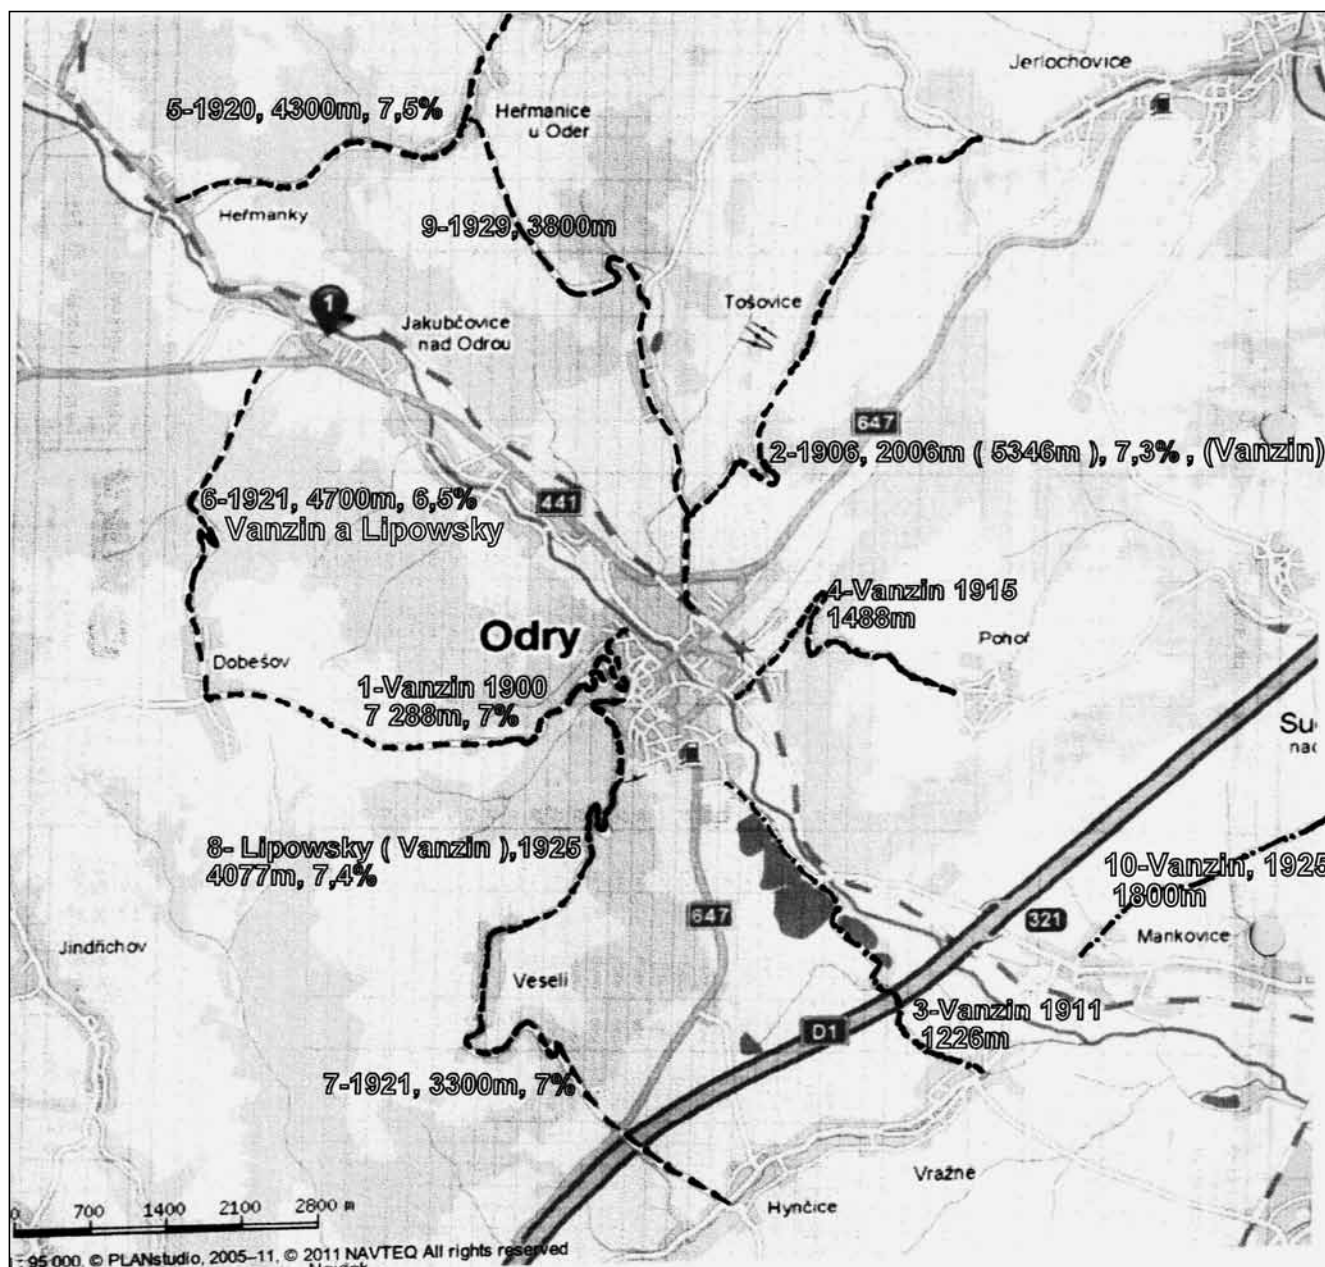 Jerlochovice
5-1920, 4300m, 7,5%
Heřmanice
u Oder
Heřmanky
9-1929, 3800m
1
Tošovice
Jakubčovice
nad Odrou
647
2-1906, 2006m ( 5346m ), 7,3% , (Vanzin)
6-1921, 4700m, 6,5%
Vanzin a Lipowsky
441
4-Vanzin 1915
1488m
Odry
Pohoř
Dobešov
1-Vanzin 1900
7 288m, 7%
nad
8- Lipowsky ( Vanzin ),1925
4077m, 7,4%
10-Vanzin, 1925
1800m
647
321
Mankovice
Jindřichov
Veselí
D1
3-Vanzin 1911
1226m
7-1921, 3300m, 7%
Vražné
Hynčice
0 700 1400 2100 2800 m
95 000, © PLANstudio, 2005–11, © 2011 NAVTEQ All rights reserved